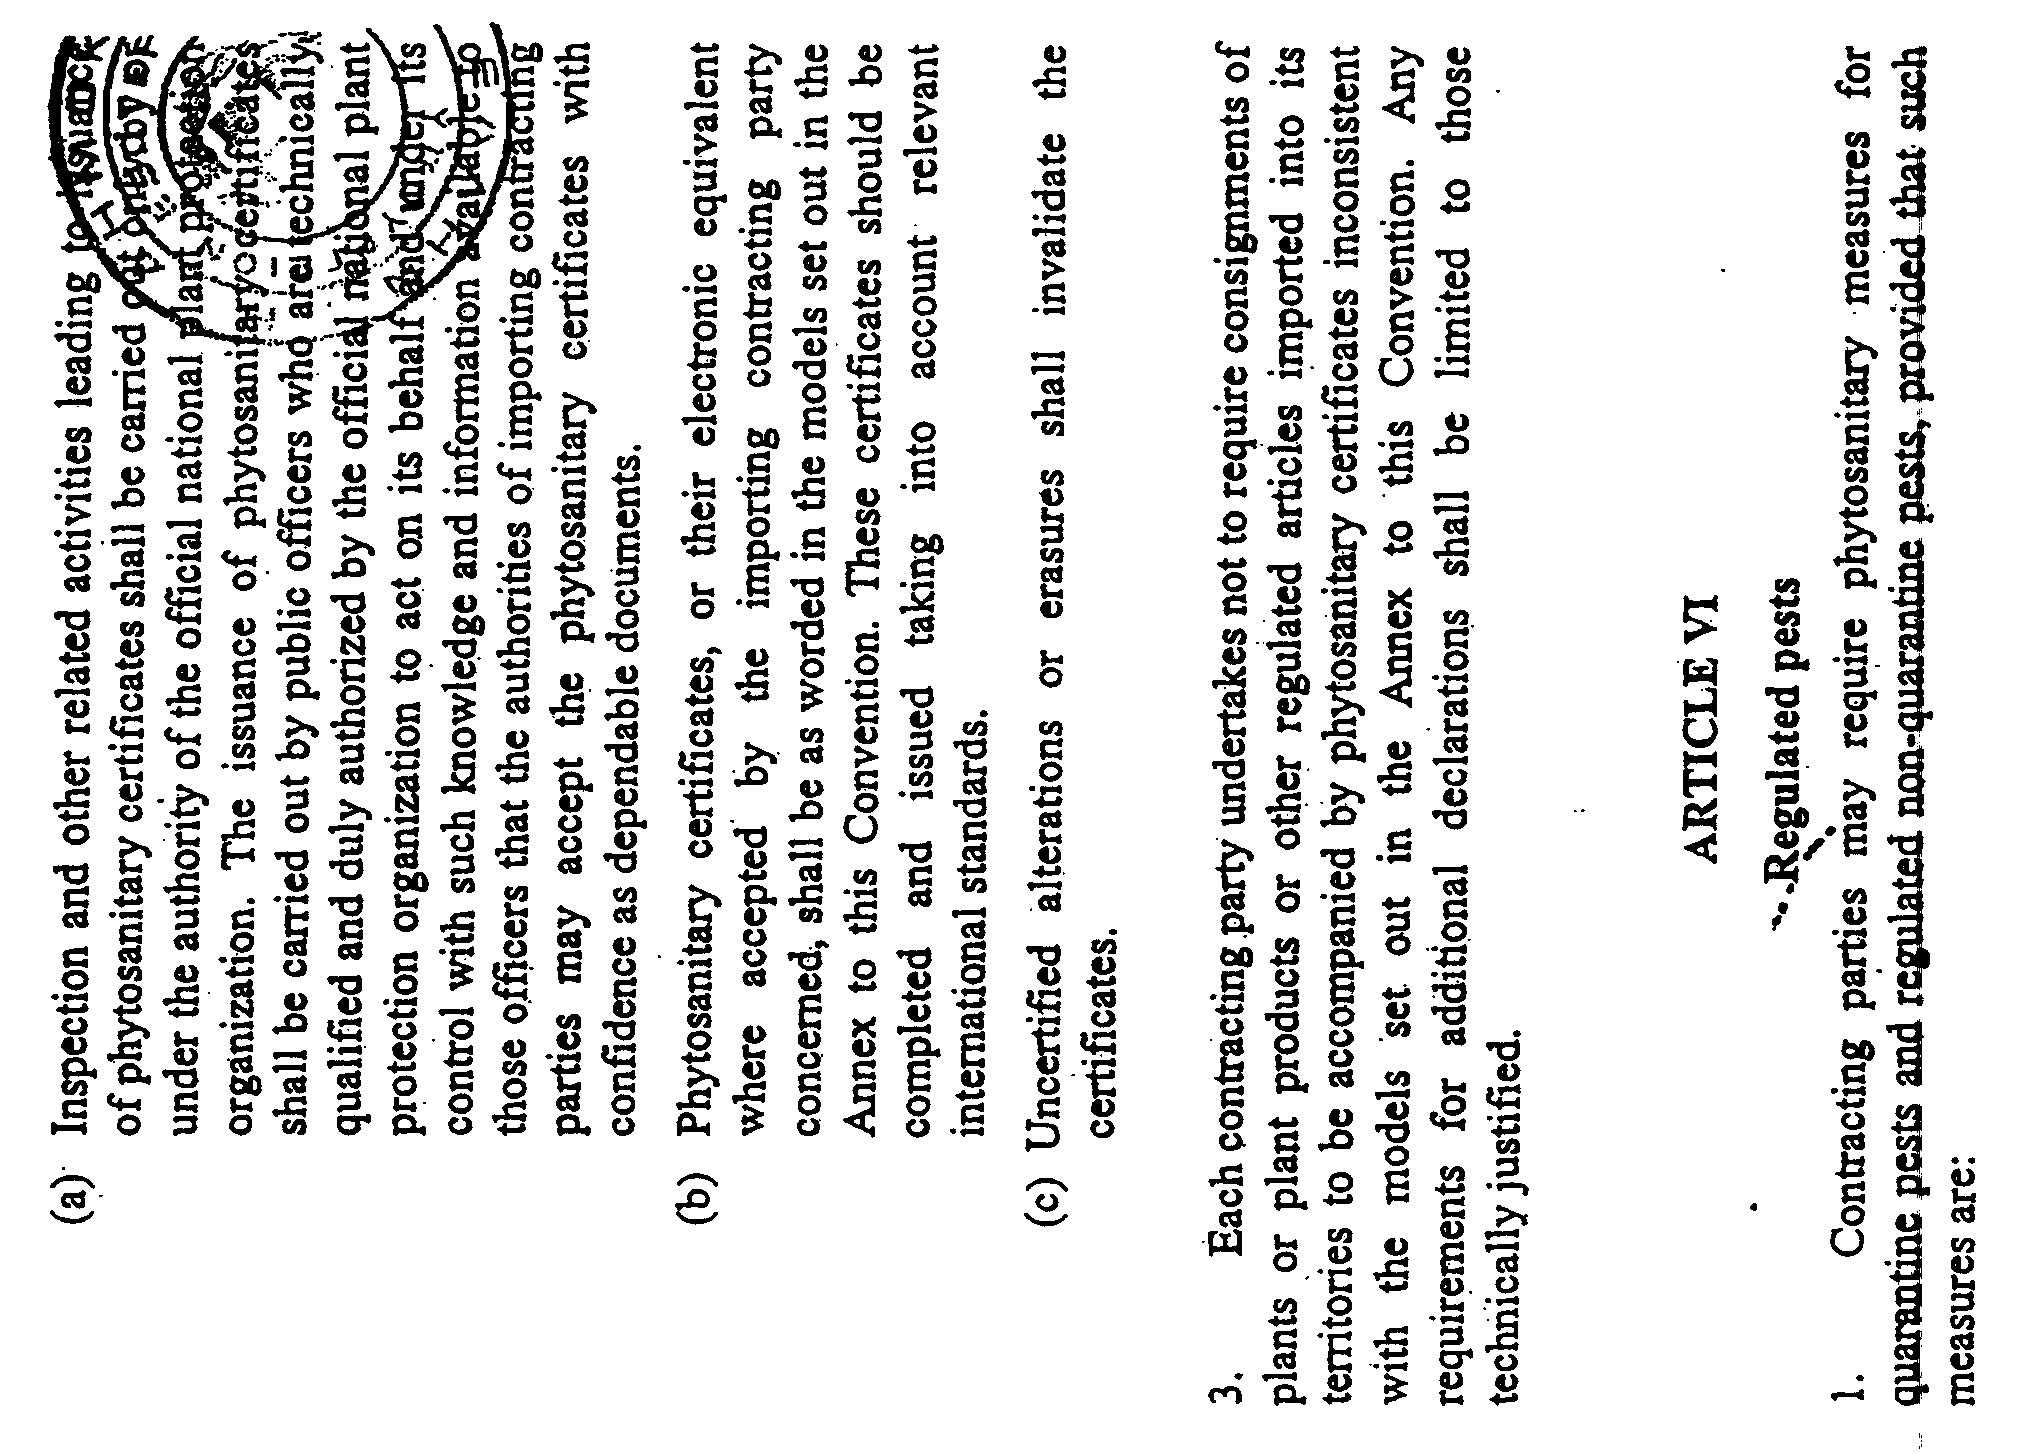 (a) Inspection and other related activities leading to issuance
of phytosanitary certificates shall be carried out only by or
under the authority of the official national plant protection
organization. The issuance of phytosanitary certificates
shall be carried out by public officers who are technically
qualified and duly authorized by the official national plant
protection organization to act on its behalf and under its
control with such knowledge and information available to
those officers that the authorities of importing contracting
parties may accept the phytosanitary certificates with
confidence as dependable documents.
(b) Phytosanitary certificates, or their electronic equivalent
where accepted by the importing contracting party
concerned, shall be as worded in the models set out in the
Annex to this Convention. These certificates should be
completed and issued taking into account relevant
international standards.
(c) Uncertified alterations or erasures shall invalidate the
certificates.
3. Each contracting party undertakes not to require consignments of
plants or plant products or other regulated articles imported into its
territories to be accompanied by phytosanitary certificates inconsistent
with the models set out in the Annex to this Convention. Any
requirements for additional declarations shall be limited to those
technically justified.
ARTICLE VI
Regulated pests
1. Contracting parties may require phytosanitary measures for
quarantine pests and regulated non-quarantine pests, provided that such
measures are: